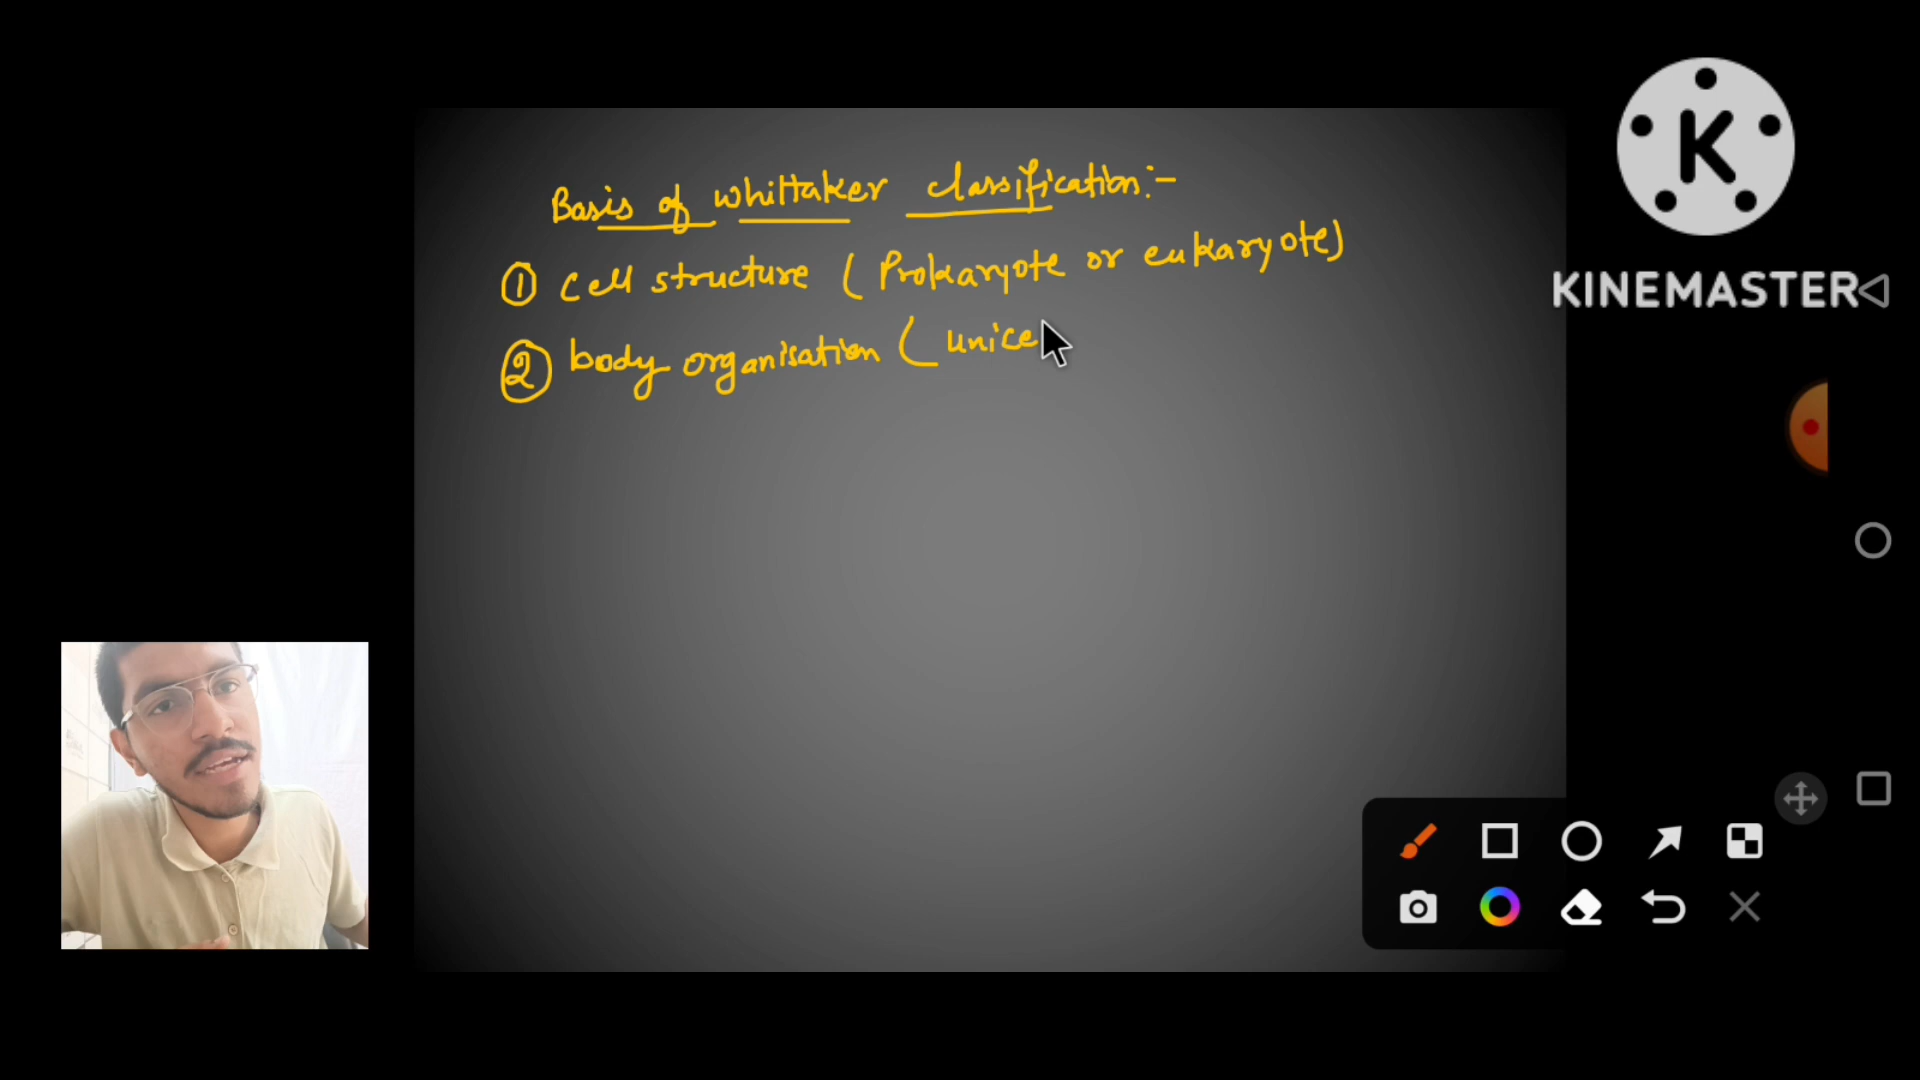 Basis of whittaker classification:-
① cell structure ( Prokaryote or eukaryote)
② body organisation ( unice
K
KINEMASTER